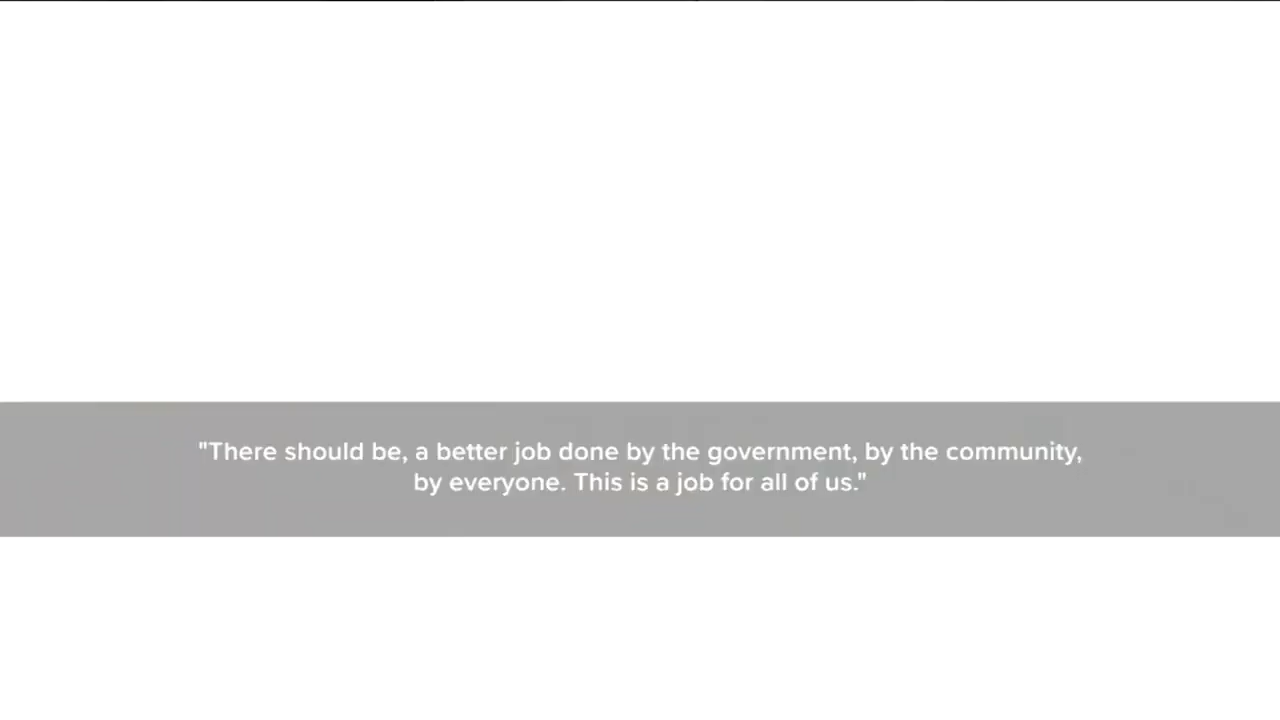 "There should be, a better job done by the government, by the community,
by everyone. This is a job for all of us."